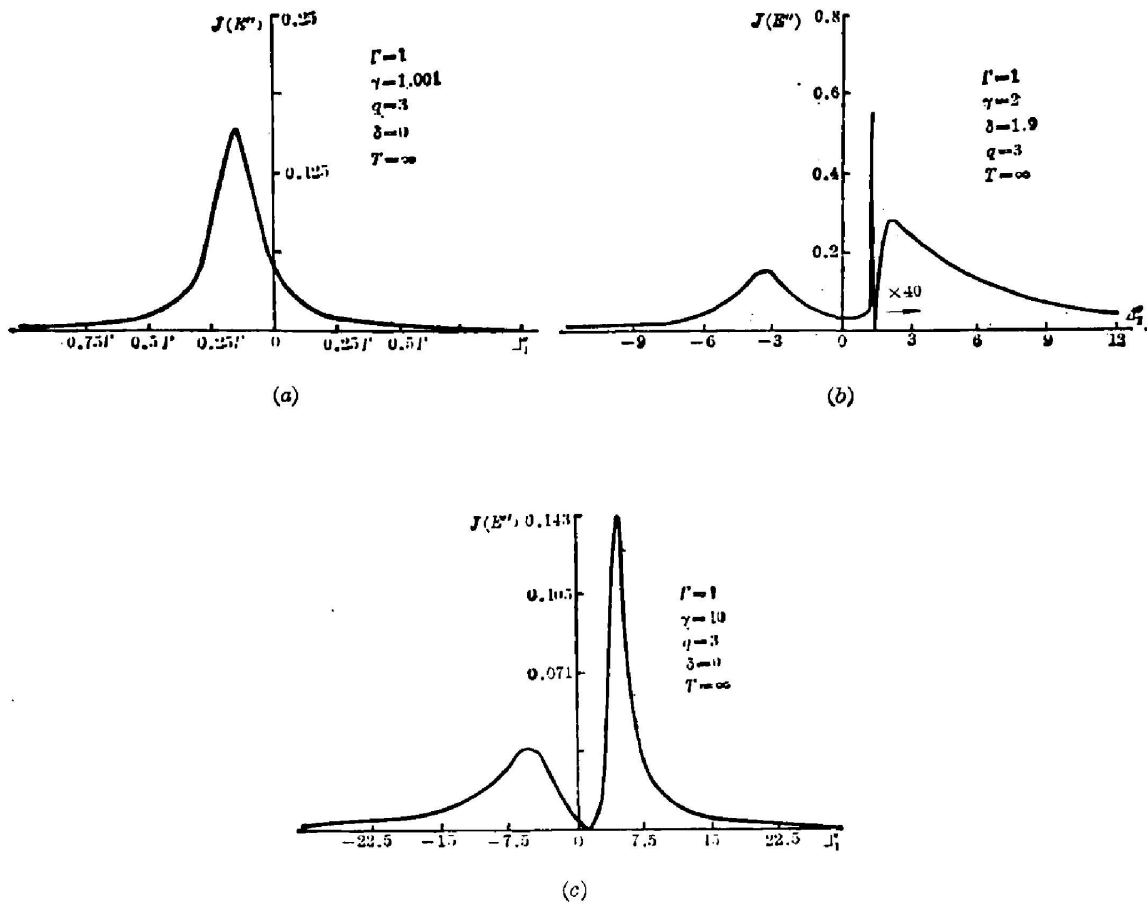 J(E'') 0.25
Γ=1
γ=1.001
q=3
δ=0
T=∞
0.125
-0.75Γ -0.5Γ -0.25Γ 0 0.25Γ 0.5Γ
(a)
J(E'') 0.8
Γ=1
γ=2
δ=1.9
q=3
T=∞
0.6
0.4
0.2
×40
-9 -6 -3 0 3 6 9 12
(b)
J(E'') 0.143
Γ=1
γ=10
q=3
δ=0
T=∞
0.105
0.071
-22.5 -15 -7.5 0 7.5 15 22.5
(c)